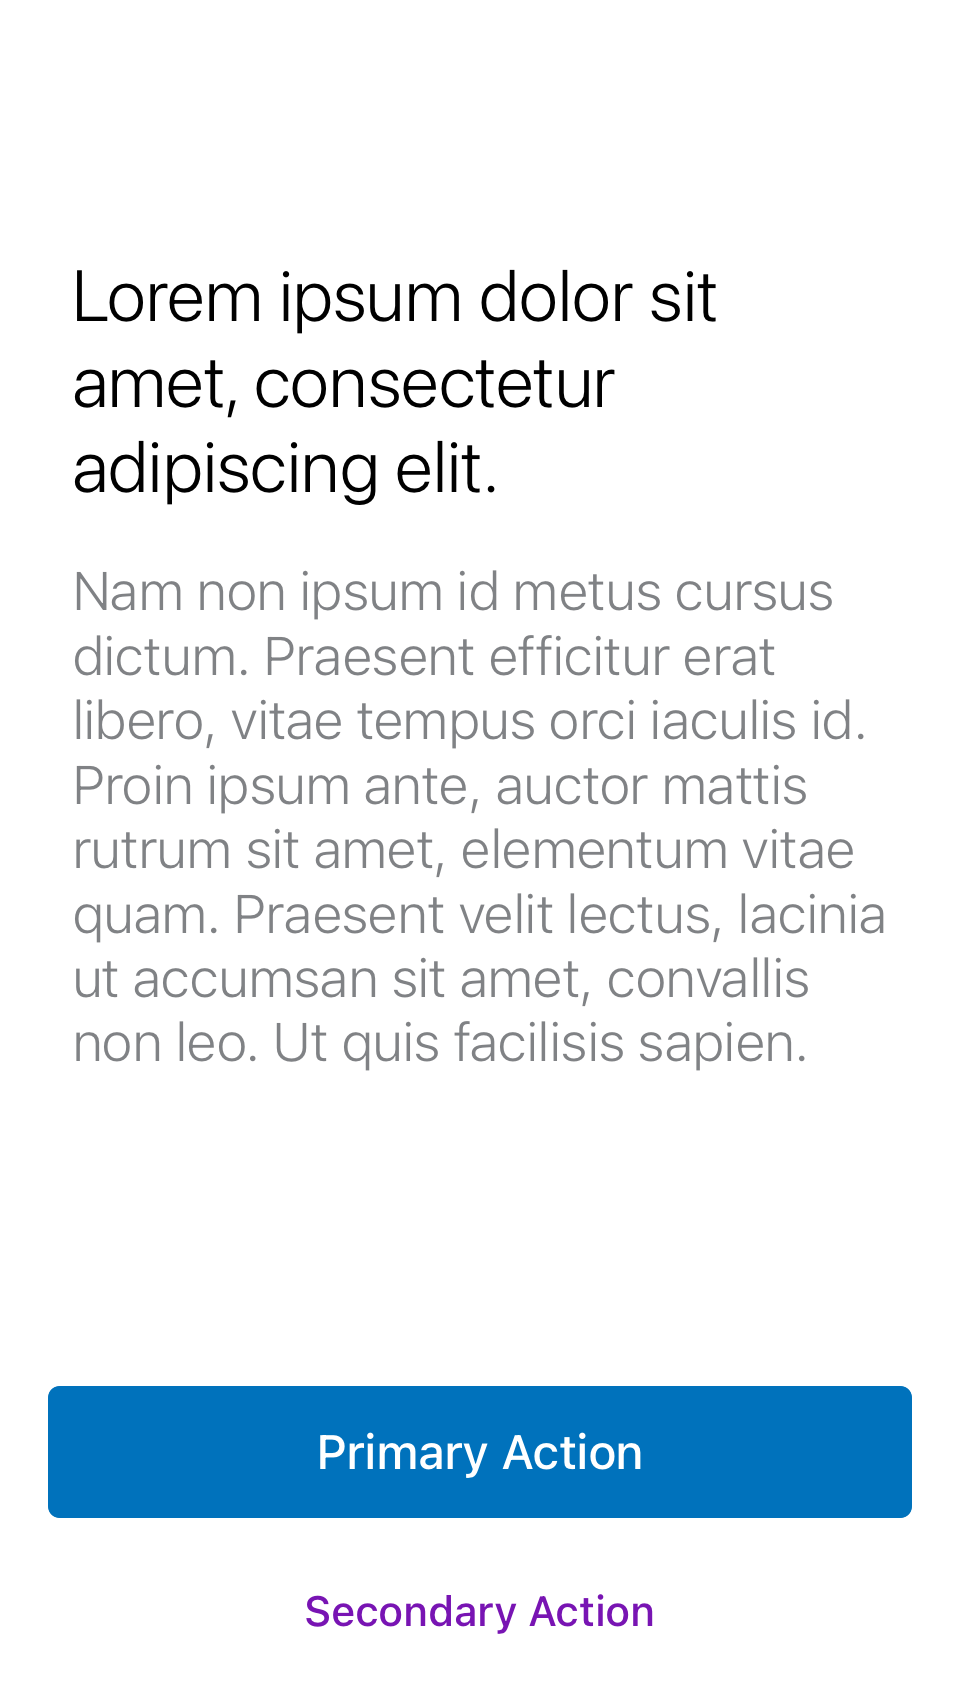 Lorem ipsum dolor sit
amet, consectetur
adipiscing elit.
Nam non ipsum id metus cursus
dictum. Praesent efficitur erat
libero, vitae tempus orci iaculis id.
Proin ipsum ante, auctor mattis
rutrum sit amet, elementum vitae
quam. Praesent velit lectus, lacinia
ut accumsan sit amet, convallis
non leo. Ut quis facilisis sapien.
Primary Action
Secondary Action